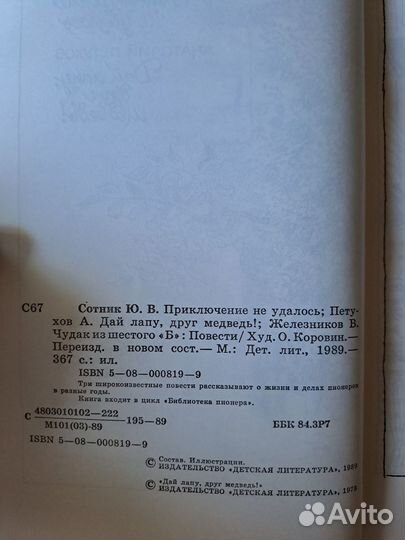 С67
Сотник Ю. В. Приключение не удалось; Пету-
хов А. Дай лапу, друг медведь!; Железников В.
Чудак из шестого «Б»: Повести/ Худ. О. Коровин.—
Переизд. в новом сост.— М.: Дет. лит., 1989.—
367 с.: ил.
ISBN 5—08—000819—9
Три широкоизвестные повести рассказывают о жизни и делах пионеров
в разные годы.
Книга входит в цикл «Библиотека пионера».
С 4803010102—222
М101(03)-89
195—89
ББК 84.3Р7
ISBN 5—08—000819—9
© Состав. Иллюстрации.
ИЗДАТЕЛЬСТВО «ДЕТСКАЯ ЛИТЕРАТУРА», 1989
© «Дай лапу, друг медведь!»
ИЗДАТЕЛЬСТВО «ДЕТСКАЯ ЛИТЕРАТУРА», 1978
Avito